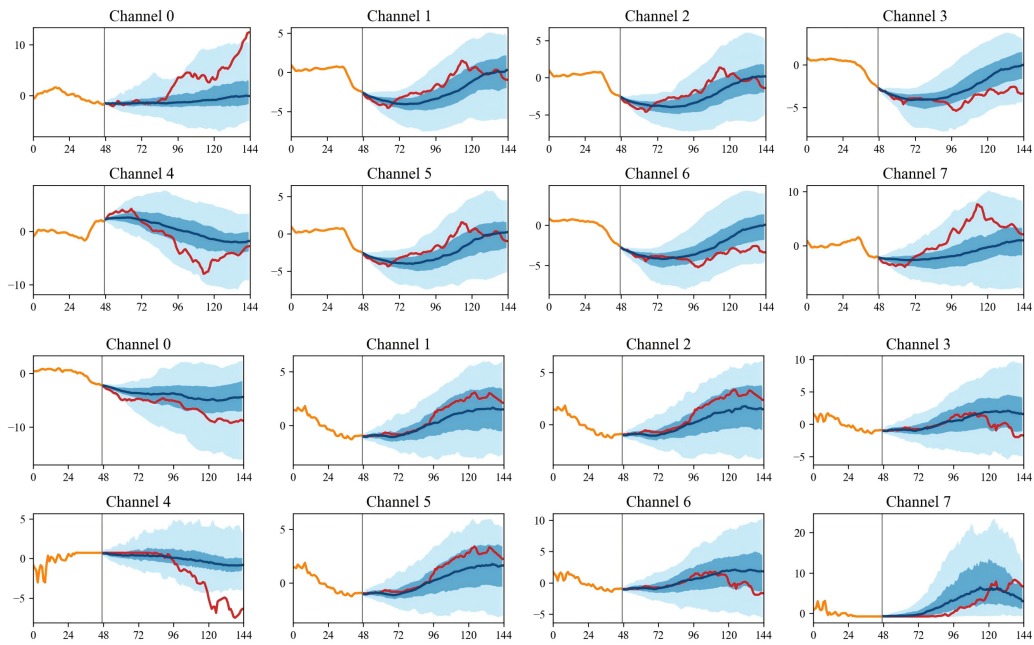 Channel 0 Channel 1 Channel 2 Channel 3
10 5 5 0
0 0 0 -5
-5 -5
0 24 48 72 96 120 144 0 24 48 72 96 120 144 0 24 48 72 96 120 144 0 24 48 72 96 120 144
Channel 4 Channel 5 Channel 6 Channel 7
0 5 0 10
-10 0 -5 0
-5
0 24 48 72 96 120 144 0 24 48 72 96 120 144 0 24 48 72 96 120 144 0 24 48 72 96 120 144
Channel 0 Channel 1 Channel 2 Channel 3
0 5 5 10
-10 0 0 5
0
-5
0 24 48 72 96 120 144 0 24 48 72 96 120 144 0 24 48 72 96 120 144 0 24 48 72 96 120 144
Channel 4 Channel 5 Channel 6 Channel 7
5 5 10 20
0 0 5 10
-5 0 0
-5
0 24 48 72 96 120 144 0 24 48 72 96 120 144 0 24 48 72 96 120 144 0 24 48 72 96 120 144